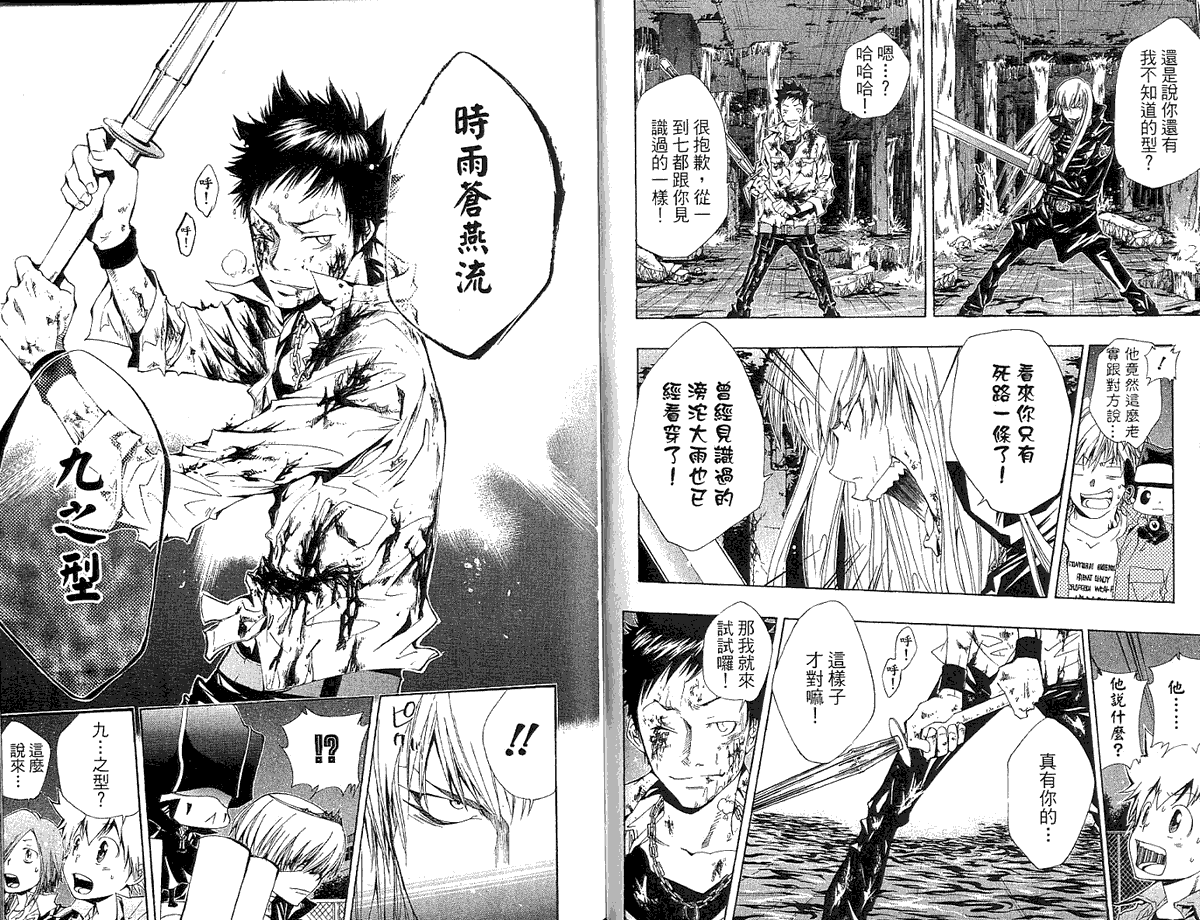 還是說你還有
我不知道的型?
嗯⋯?
哈哈哈!
很抱歉,從一
到七都跟你見
識過的一樣!
!
他竟然這麼老
實跟對方說⋯
看來你只有
死路一條了!
曾經見識過的
滂沱大雨也已
經看穿了!
他⋯⋯
他說什麼?
真有你的⋯
這樣子
才對嘛!
呼!
呼!
那我就來
試試囉!
時雨蒼燕流
呼!
呼!
九之型
!!
ピク
!?
九⋯之型?
這麼
說來⋯